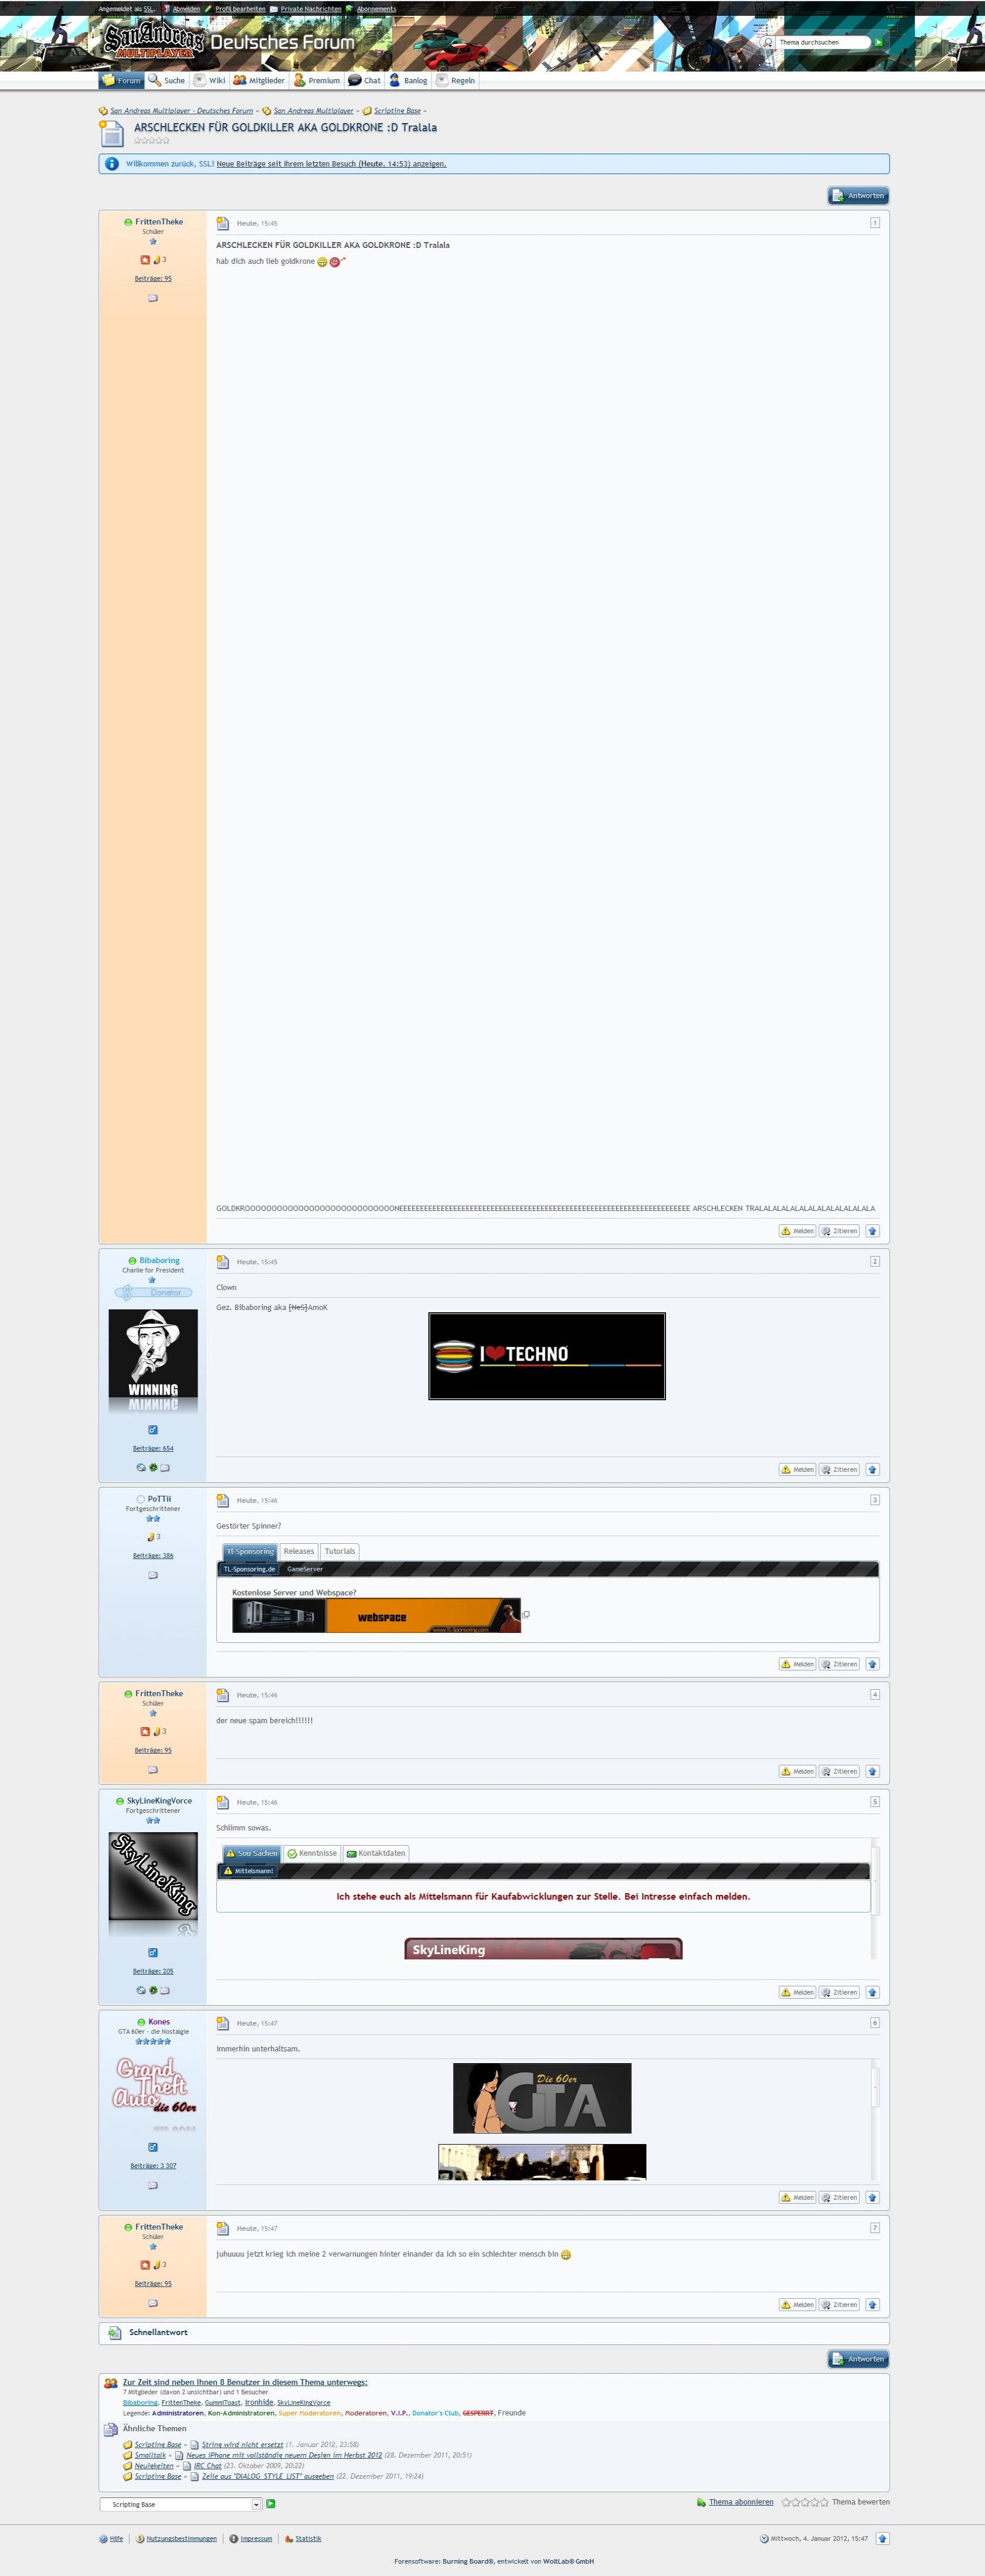 Angemeldet als SSL. Abmelden Profil bearbeiten Private Nachrichten Abonnements
San Andreas
MULTIPLAYER
Deutsches Forum
Thema durchsuchen
Forum Suche Wiki Mitglieder Premium Chat Banlog Regeln
San Andreas Multiplayer - Deutsches Forum » San Andreas Multiplayer » Scripting Base »
ARSCHLECKEN FÜR GOLDKILLER AKA GOLDKRONE :D Tralala
Willkommen zurück, SSL! Neue Beiträge seit Ihrem letzten Besuch (Heute, 14:53) anzeigen.
Antworten
FrittenTheke
Schüler
3
Beiträge: 95
Heute, 15:45
1
ARSCHLECKEN FÜR GOLDKILLER AKA GOLDKRONE :D Tralala
hab dich auch lieb goldkrone
ARSCHLECKEN TRALALALALALALALALALALALALALA
Melden Zitieren
Bibaboring
Charlie for President
Donator
WINNING
Beiträge: 654
Heute, 15:45
2
Clown
Gez. Bibaboring aka [NeS]AmoK
I TECHNO
Melden Zitieren
PoTTii
Fortgeschrittener
3
Beiträge: 386
Heute, 15:46
3
Gestörter Spinner?
Tl-Sponsoring Releases Tutorials
TL-Sponsoring.de GameServer
Kostenlose Server und Webspace?
webspace
www.TL-Sponsoring.com
Melden Zitieren
FrittenTheke
Schüler
3
Beiträge: 95
Heute, 15:46
4
der neue spam bereich!!!!!!
Melden Zitieren
SkyLineKingVorce
Fortgeschrittener
SkyLineKing
Beiträge: 205
Heute, 15:46
5
Schlimm sowas.
Sou Sachen Kenntnisse Kontaktdaten
Mittelsmann!
Ich stehe euch als Mittelsmann für Kaufabwicklungen zur Stelle. Bei Intresse einfach melden.
SkyLineKing
Melden Zitieren
Kones
GTA 60er - die Nostalgie
Grand
Theft
Auto
die 60er
Beiträge: 3 307
Heute, 15:47
6
Immerhin unterhaltsam.
Die 60er
GTA
Melden Zitieren
FrittenTheke
Schüler
3
Beiträge: 95
Heute, 15:47
7
juhuuuu jetzt krieg ich meine 2 verwarnungen hinter einander da ich so ein schlechter mensch bin
Melden Zitieren
Schnellantwort
Antworten
Zur Zeit sind neben Ihnen 8 Benutzer in diesem Thema unterwegs:
7 Mitglieder (davon 2 unsichtbar) und 1 Besucher
Bibaboring, FrittenTheke, GummiToast, Ironhide, SkyLineKingVorce
Legende: Administratoren, Kon-Administratoren, Super Moderatoren, Moderatoren, V.I.P., Donator's Club, GESPERRT, Freunde
Ähnliche Themen
Scripting Base » String wird nicht ersetzt (1. Januar 2012, 23:58)
Smalltalk » Neues iPhone mit vollständig neuem Design im Herbst 2012 (28. Dezember 2011, 20:51)
Neuigkeiten » IRC Chat (23. Oktober 2009, 20:22)
Scripting Base » Zeile aus "DIALOG_STYLE_LIST" ausgeben (22. Dezember 2011, 19:24)
Scripting Base
Thema abonnieren Thema bewerten
Hilfe Nutzungsbestimmungen Impressum Statistik
Mittwoch, 4. Januar 2012, 15:47
Forensoftware: Burning Board®, entwickelt von WoltLab® GmbH